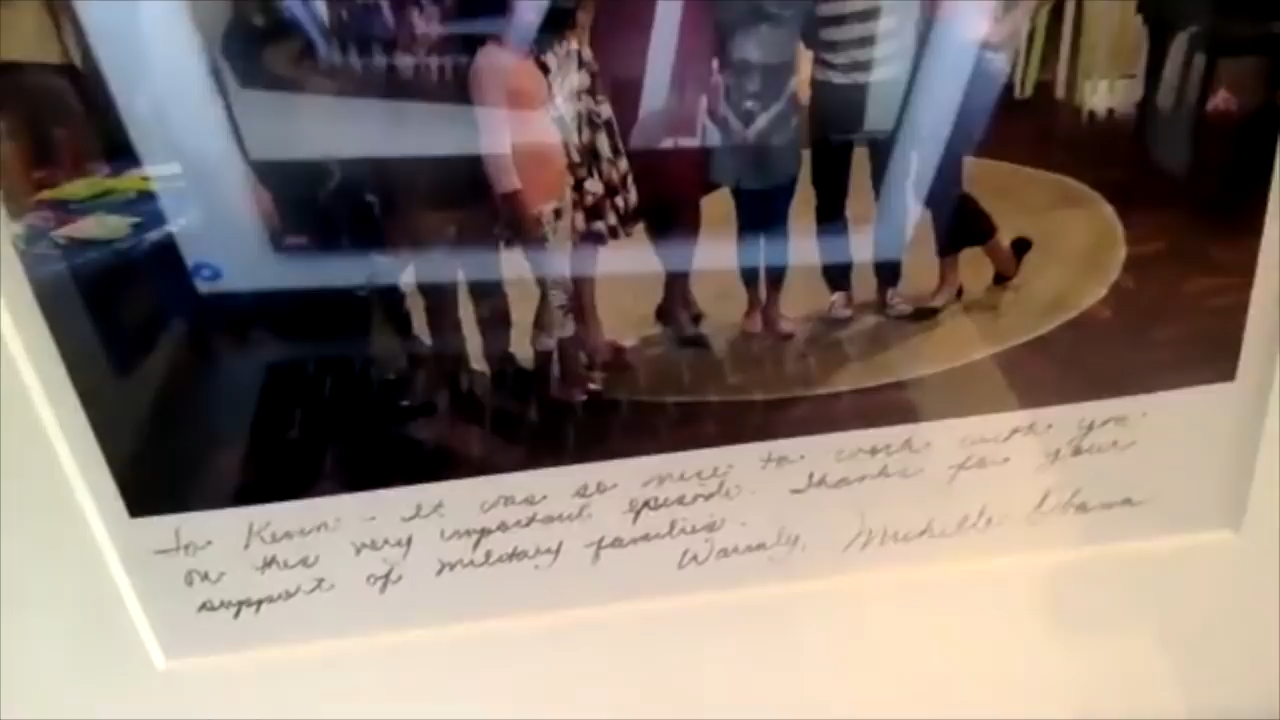 To Kevin - It was so nice to work with you
on this very important episode. Thanks for your
support of military families.
Warmly, Michelle Obama